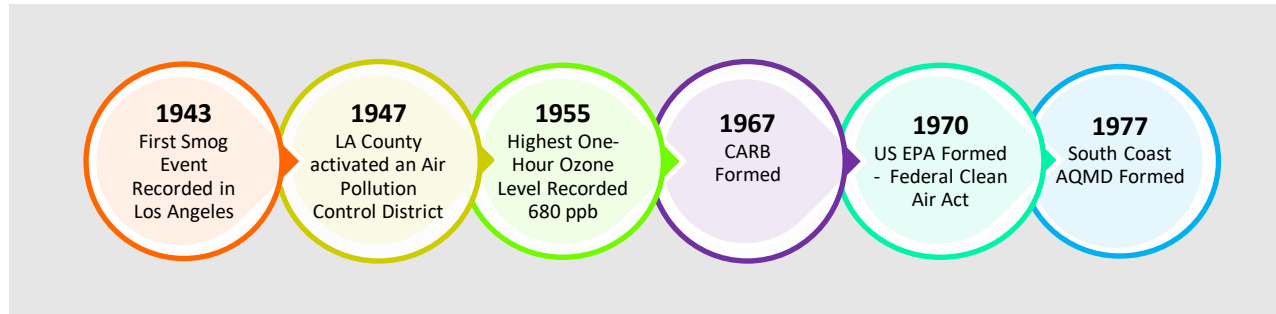 1943
First Smog
Event
Recorded in
Los Angeles
1947
LA County
activated an Air
Pollution
Control District
1955
Highest One-
Hour Ozone
Level Recorded
680 ppb
1967
CARB
Formed
1970
US EPA Formed
- Federal Clean
Air Act
1977
South Coast
AQMD Formed